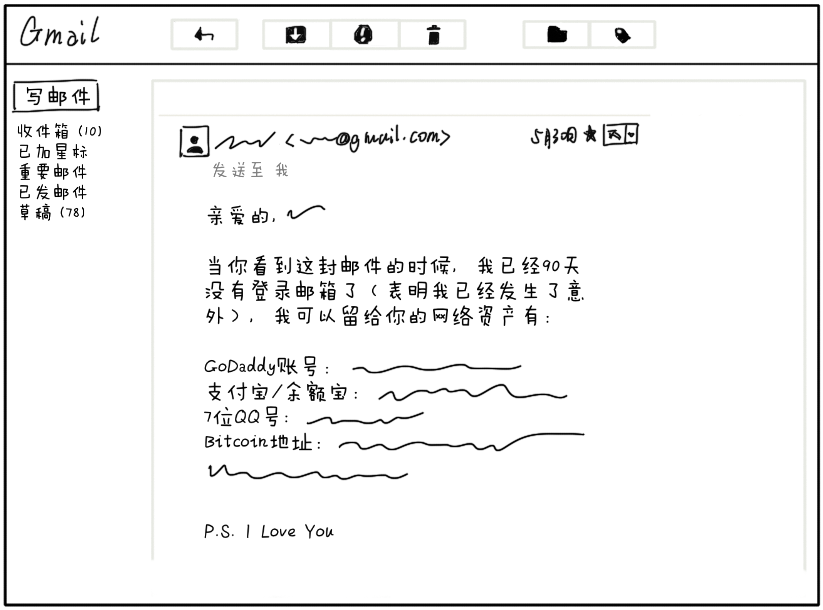 Gmail
写邮件
收件箱 (10)
已加星标
重要邮件
已发邮件
草稿 (78)
@gmail.com>
5月30日
发送至 我
亲爱的,
当你看到这封邮件的时候, 我已经90天
没有登录邮箱了 (表明我已经发生了意
外), 我可以留给你的网络资产有:
GoDaddy账号:
支付宝/余额宝:
7位QQ号:
Bitcoin地址:
P.S. I Love You